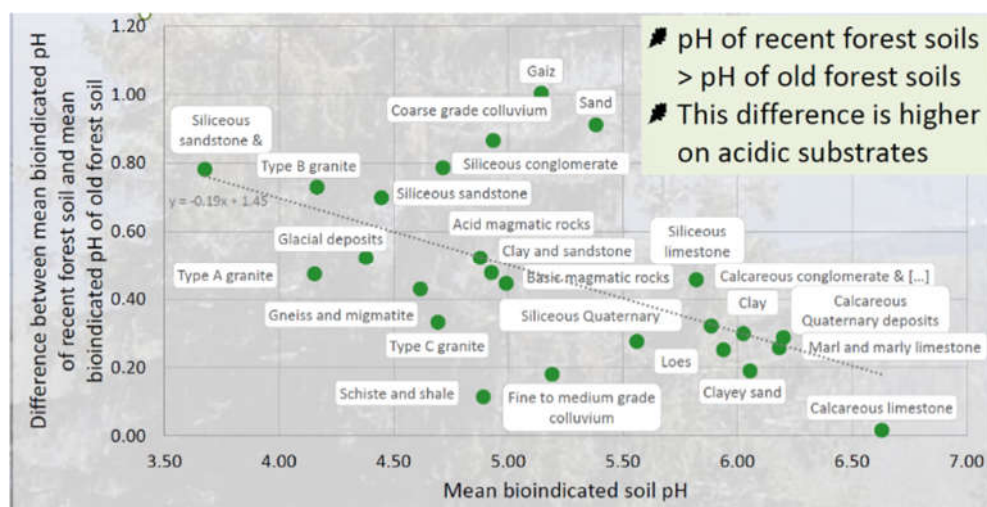 Difference between mean bioindicated pH
of recent forest soil and mean
bioindicated pH of old forest soil
1.20
1.00
0.80
0.60
0.40
0.20
0.00
pH of recent forest soils
> pH of old forest soils
This difference is higher
on acidic substrates
Gaiz
Sand
Coarse grade colluvium
Siliceous
sandstone &
Type B granite
Siliceous conglomerate
Siliceous sandstone
y = -0.19x + 1.45
Acid magmatic rocks
Siliceous
limestone
Glacial deposits
Clay and sandstone
Type A granite
Basic magmatic rocks
Calcareous conglomerate & [...]
Clay
Calcareous
Quaternary deposits
Gneiss and migmatite
Siliceous Quaternary
Type C granite
Loes
Marl and marly limestone
Schiste and shale
Fine to medium grade
colluvium
Clayey sand
Calcareous limestone
3.50
4.00
4.50
5.00
5.50
6.00
6.50
7.00
Mean bioindicated soil pH